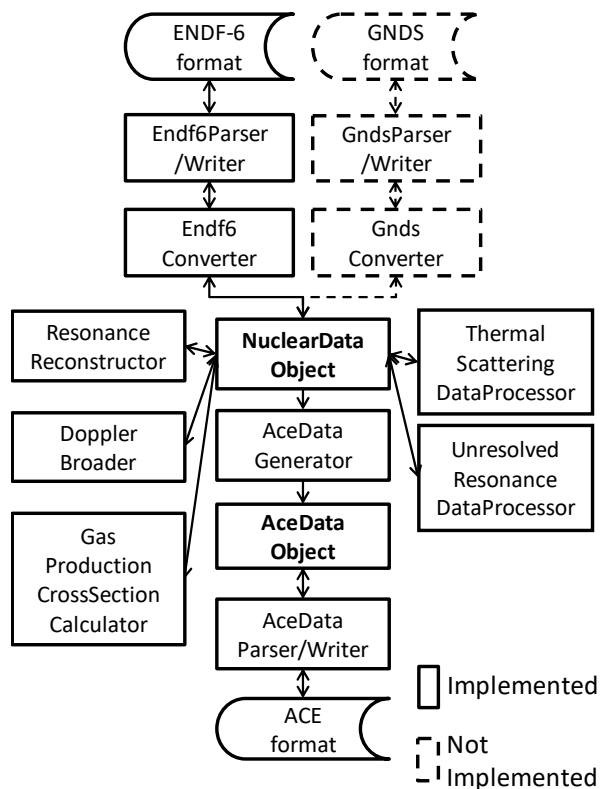 ENDF-6
format
GNDS
format
Endf6Parser
/Writer
GndsParser
/Writer
Endf6
Converter
Gnds
Converter
Resonance
Reconstructor
NuclearData
Object
Thermal
Scattering
DataProcessor
Doppler
Broader
AceData
Generator
Unresolved
Resonance
DataProcessor
Gas
Production
CrossSection
Calculator
AceData
Object
AceData
Parser/Writer
ACE
format
Implemented
Not
Implemented